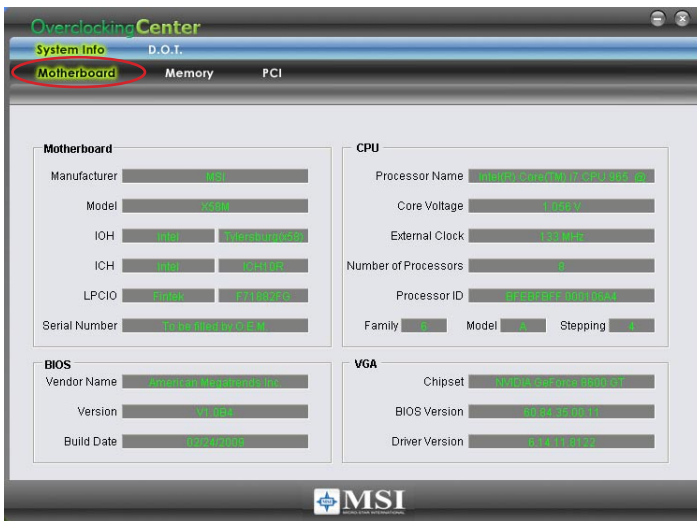 OverclockingCenter
System Info D.O.T.
Motherboard Memory PCI
Motherboard
Manufacturer MSI
Model X58M
IOH Intel Tylersburg(x58)
ICH Intel ICH10R
LPCIO Fintek F71882FG
Serial Number To be filled by O.E.M.
CPU
Processor Name Intel(R) Core(TM) i7 CPU 965 @
Core Voltage 1.056 V
External Clock 133 MHz
Number of Processors 8
Processor ID BFEBFBFF 000106A4
Family 6 Model A Stepping 4
BIOS
Vendor Name American Megatrends Inc.
Version V1.0B4
Build Date 02/24/2009
VGA
Chipset NVIDIA GeForce 9600 GT
BIOS Version 60.94.35.00.11
Driver Version 6.14.11.8122
MSI
MICRO-STAR INTERNATIONAL